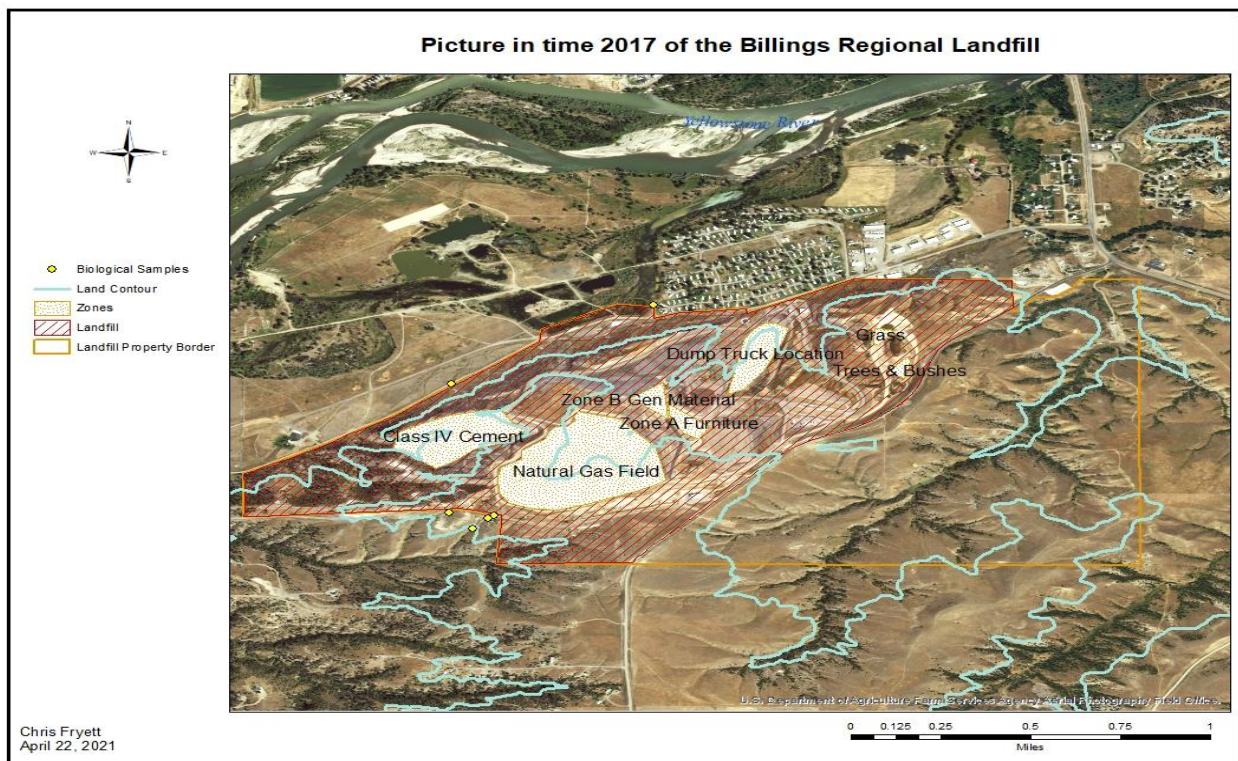 Picture in time 2017 of the Billings Regional Landfill
N
W
E
S
Yellowstone River
Biological Samples
Land Contour
Zones
Landfill
Landfill Property Border
Grass
Dump Truck Location
Trees & Bushes
Zone B Gen Material
Zone A Furniture
Class IV Cement
Natural Gas Field
U.S. Department of Agriculture Farm Services Agency Aerial Photography Field Office.
Chris Fryett
April 22, 2021
0 0.125 0.25 0.5 0.75 1
Miles